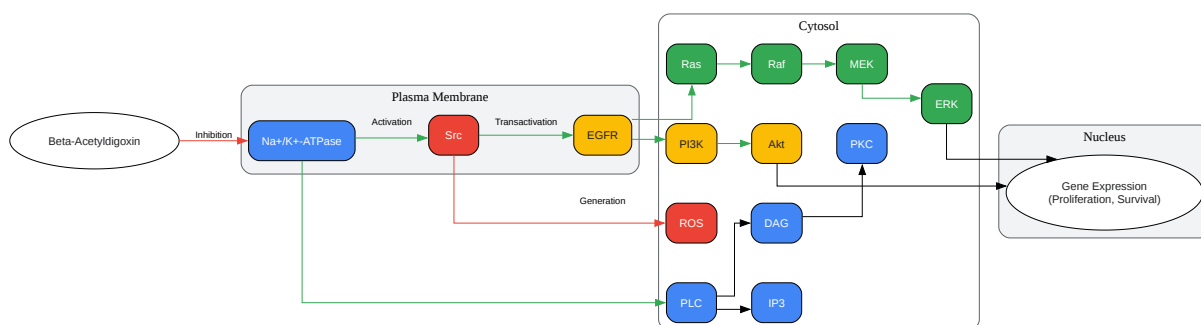 Cytosol
Ras
Raf
MEK
Plasma Membrane
ERK
Beta-Acetyldigoxin
Inhibition
Na+/K+-ATPase
Activation
Src
Transactivation
EGFR
PI3K
Akt
PKC
Nucleus
Gene Expression
(Proliferation, Survival)
Generation
ROS
DAG
PLC
IP3